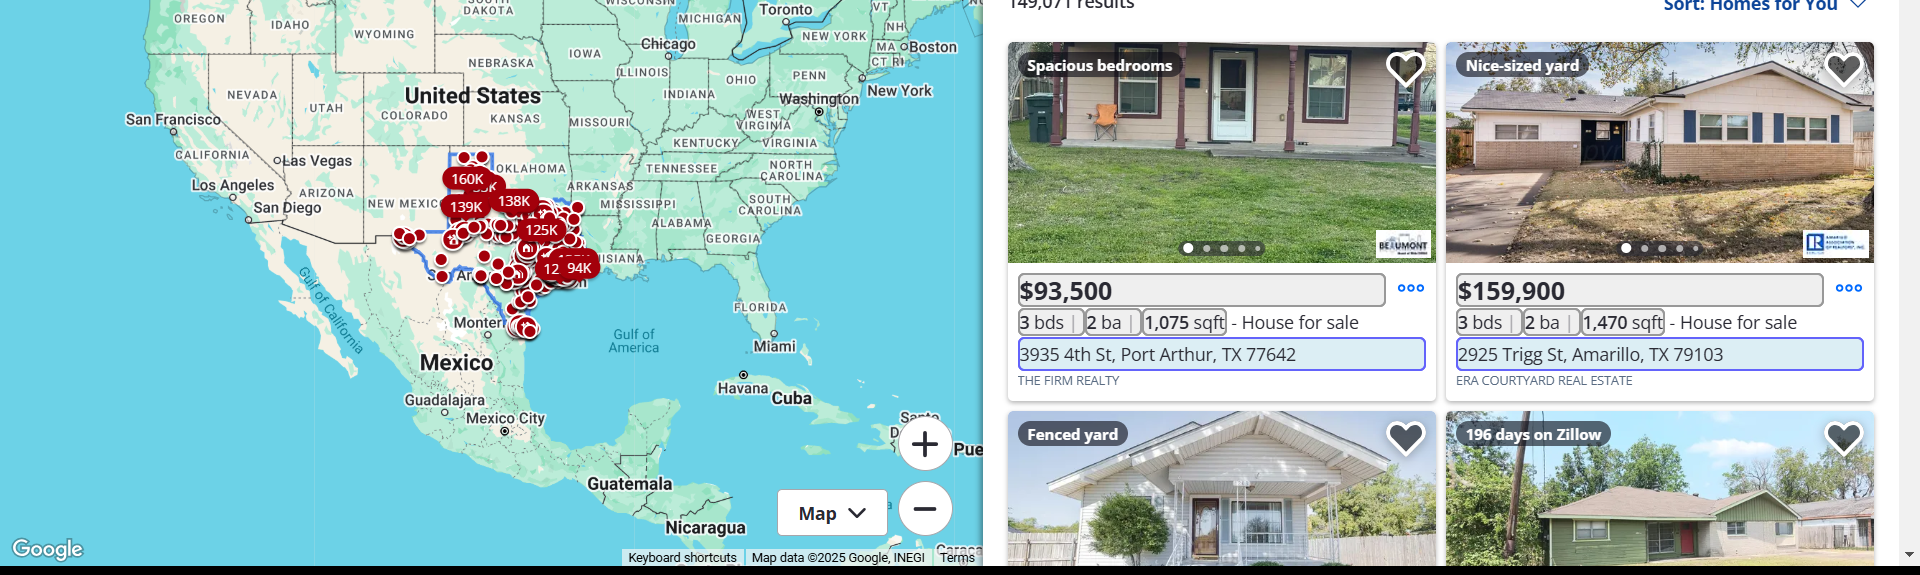 OREGON
IDAHO
WYOMING
SOUTH DAKOTA
WISCONSIN
MICHIGAN
Toronto
VT
NH
NEW YORK
MA
Boston
CT RI
IOWA
Chicago
NEBRASKA
ILLINOIS
OHIO
PENN
NEVADA
UTAH
United States
COLORADO
KANSAS
INDIANA
Washington
New York
San Francisco
MISSOURI
WEST VIRGINIA
KENTUCKY
VIRGINIA
CALIFORNIA
Las Vegas
OKLAHOMA
TENNESSEE
NORTH CAROLINA
Los Angeles
ARIZONA
160K
139K
138K
ARKANSAS
NEW MEXICO
MISSISSIPPI
SOUTH CAROLINA
San Diego
ALABAMA
125K
GEORGIA
94K
Gulf of California
FLORIDA
Gulf of America
Miami
Mexico
Havana
Cuba
Guadalajara
Mexico City
Guatemala
Nicaragua
Map
Google
Keyboard shortcuts
Map data ©2025 Google, INEGI
Terms
149,071 results
Sort: Homes for You
Spacious bedrooms
BEAUMONT
$93,500
3 bds | 2 ba | 1,075 sqft - House for sale
3935 4th St, Port Arthur, TX 77642
THE FIRM REALTY
Nice-sized yard
$159,900
3 bds | 2 ba | 1,470 sqft - House for sale
2925 Trigg St, Amarillo, TX 79103
ERA COURTYARD REAL ESTATE
Fenced yard
196 days on Zillow